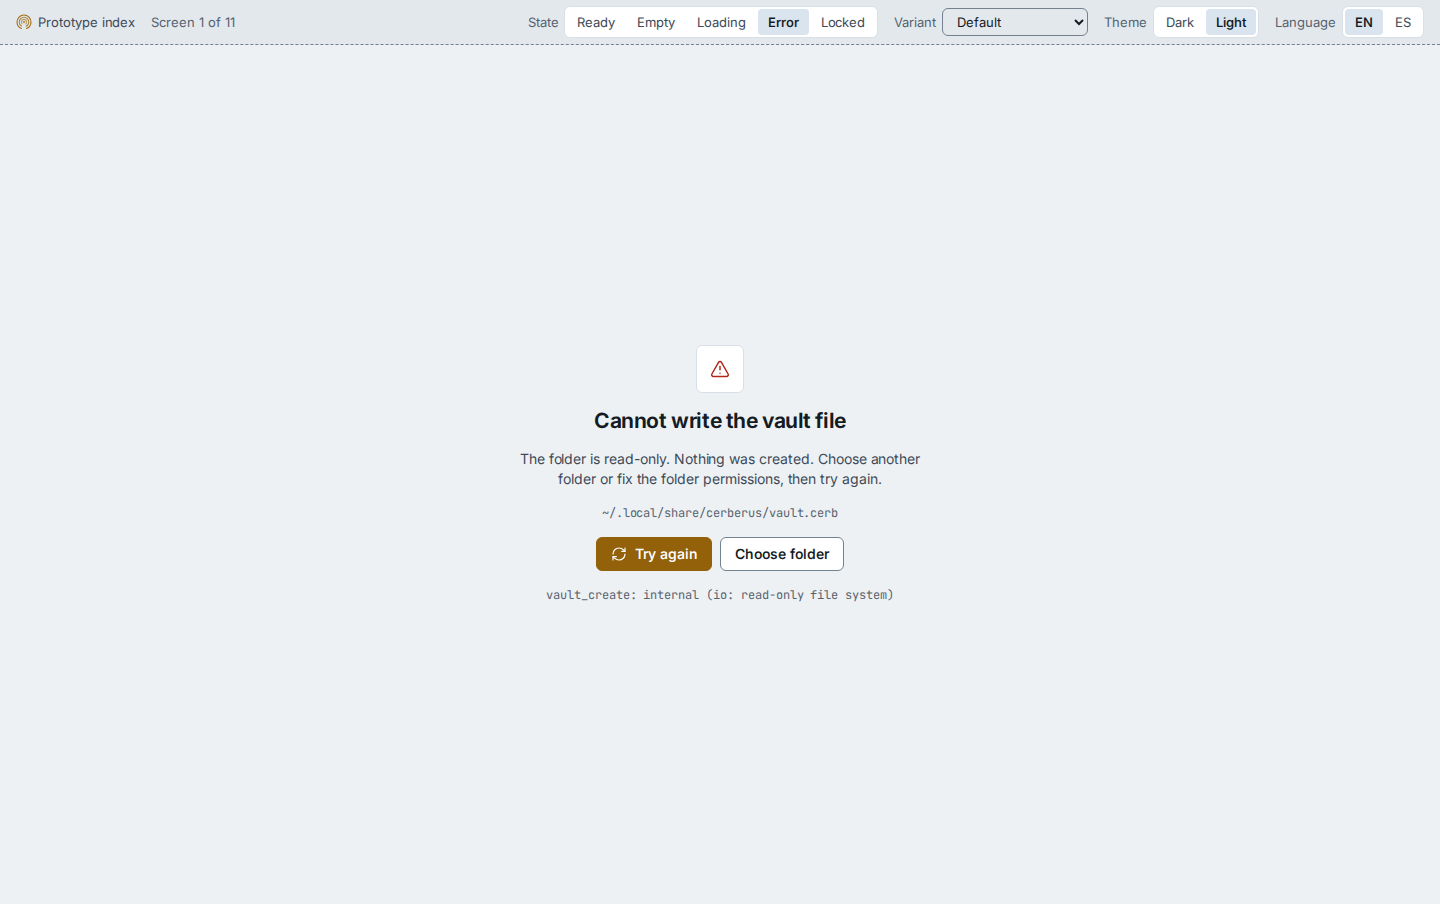 Prototype index Screen 1 of 11 State Ready Empty Loading Error Locked Variant Default Theme Dark Light Language EN ES
Cannot write the vault file
The folder is read-only. Nothing was created. Choose another
folder or fix the folder permissions, then try again.
~/.local/share/cerberus/vault.cerb
Try again Choose folder
vault_create: internal (io: read-only file system)